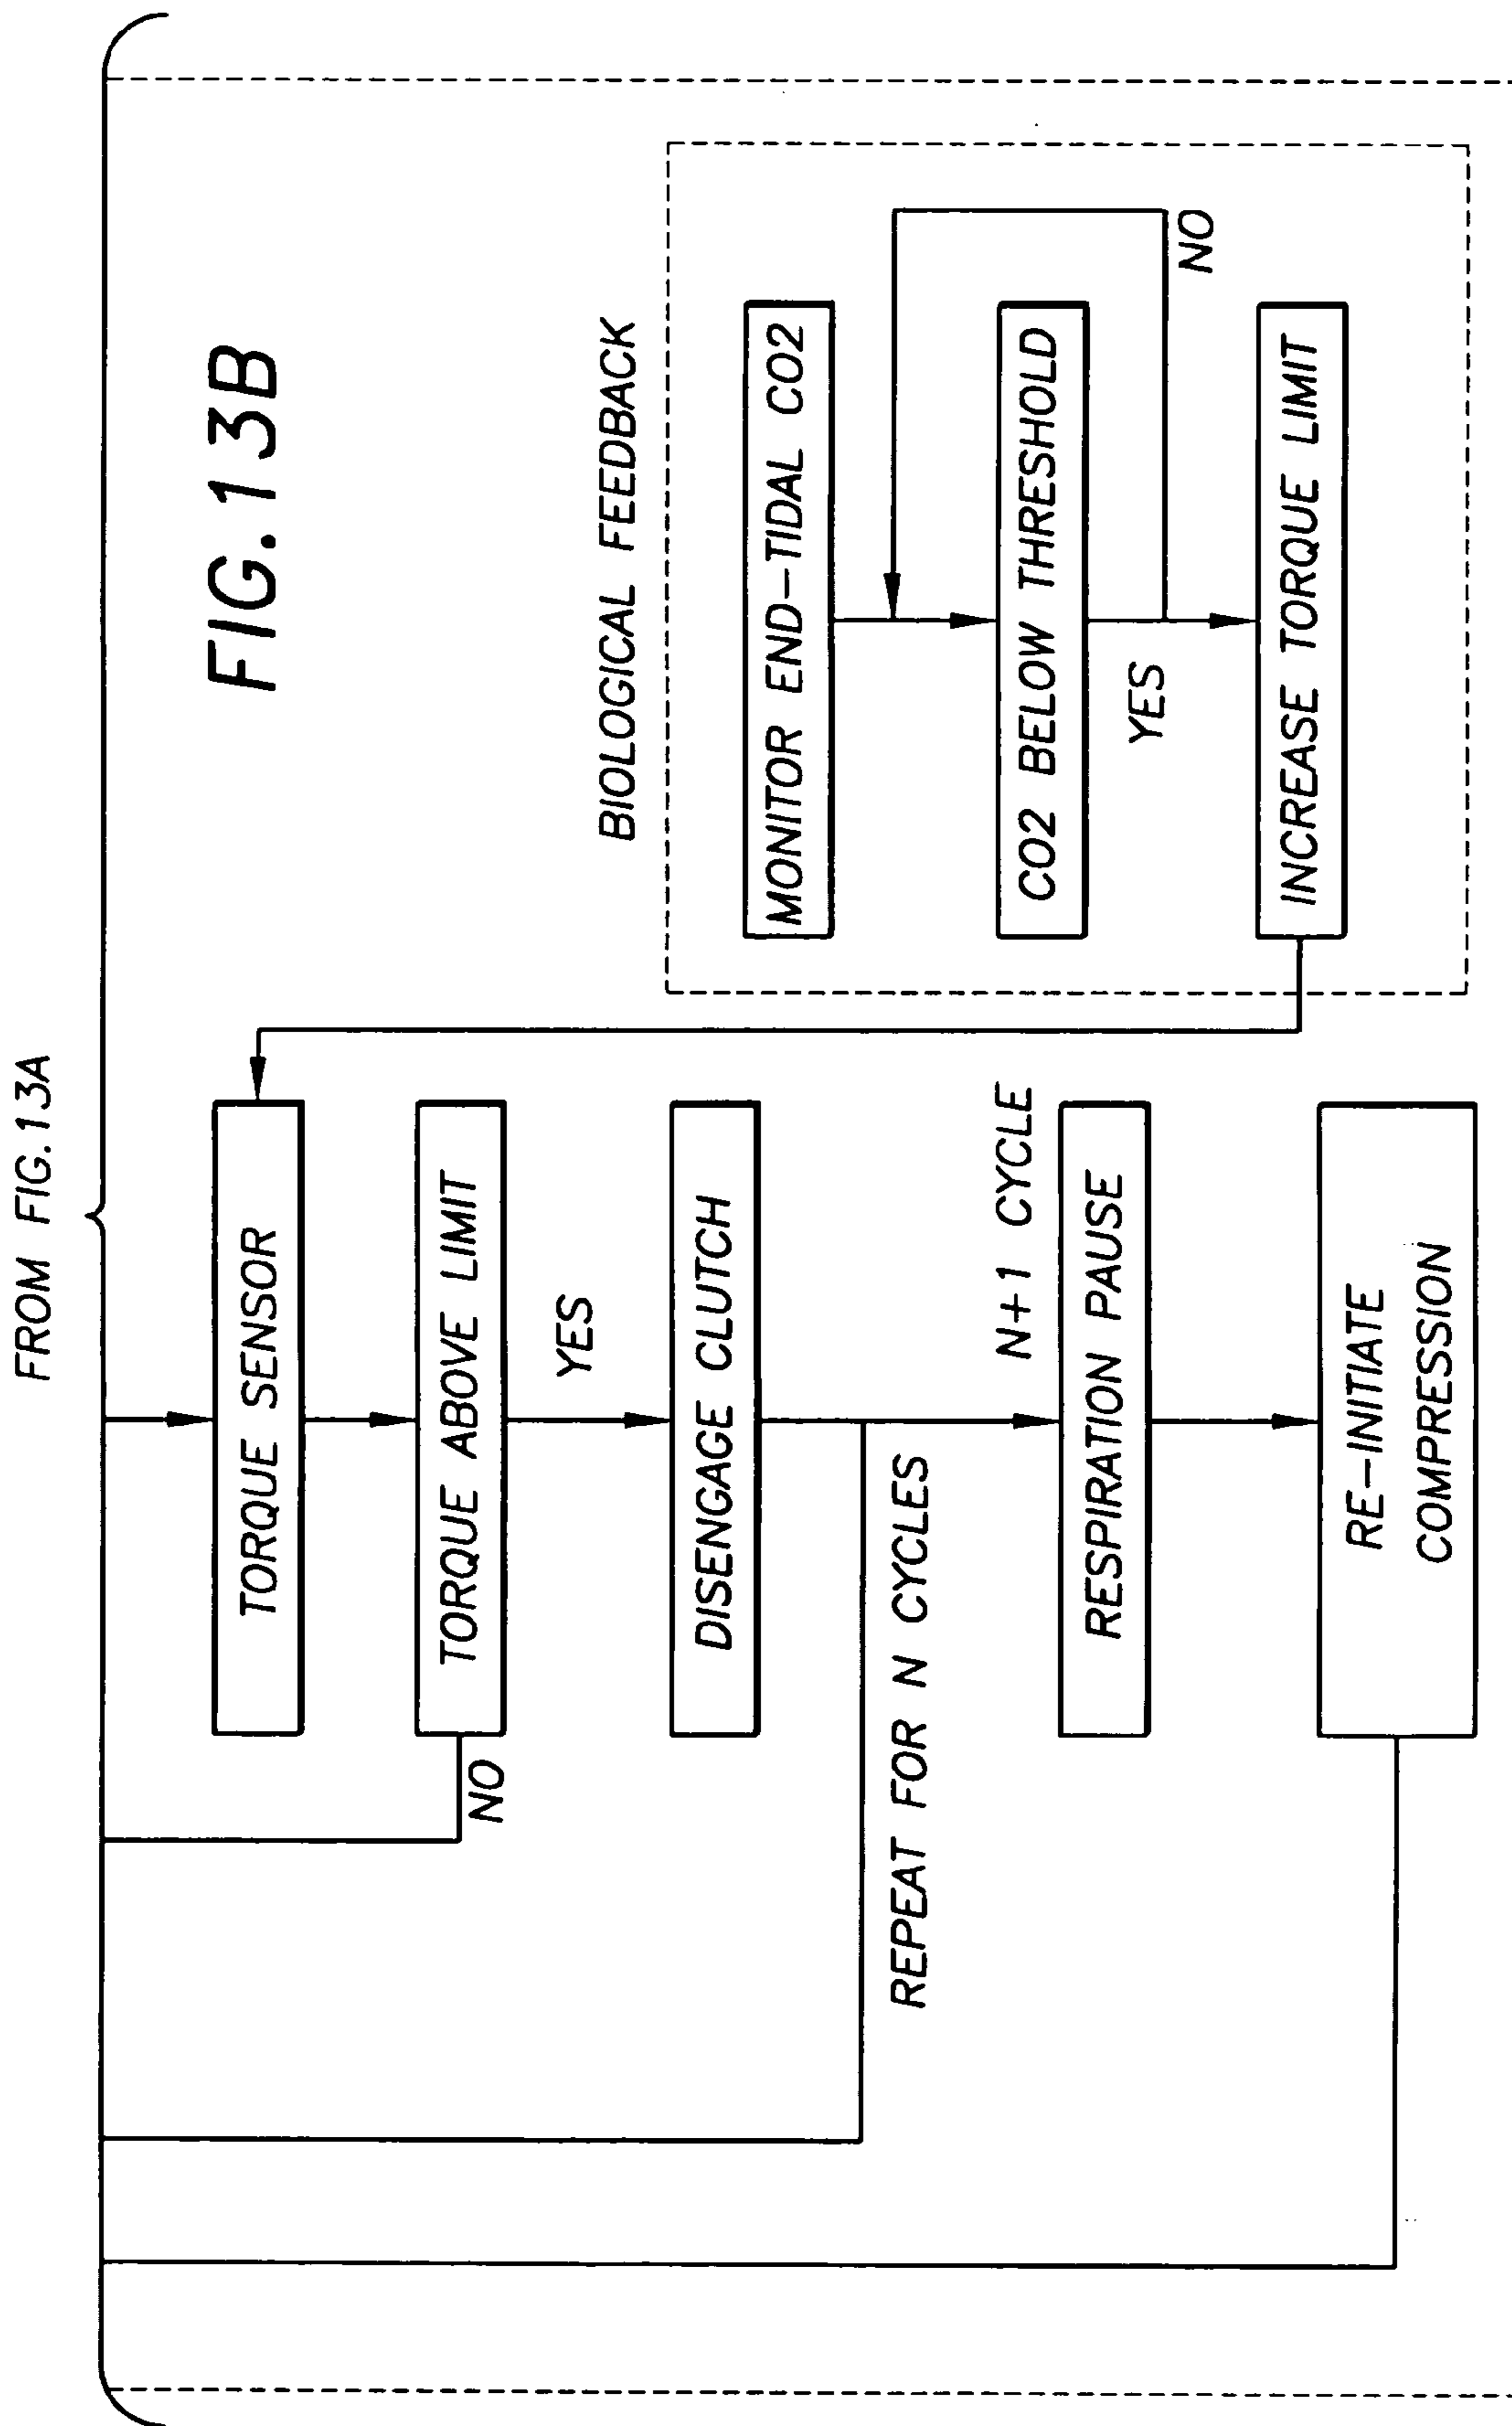 FROM FIG.13A
FIG.13B
TORQUE SENSOR
TORQUE ABOVE LIMIT
NO
YES
DISENGAGE CLUTCH
REPEAT FOR N CYCLES
N+1 CYCLE
RESPIRATION PAUSE
RE-INITIATE
COMPRESSION
BIOLOGICAL FEEDBACK
MONITOR END-TIDAL CO2
CO2 BELOW THRESHOLD
YES
NO
INCREASE TORQUE LIMIT